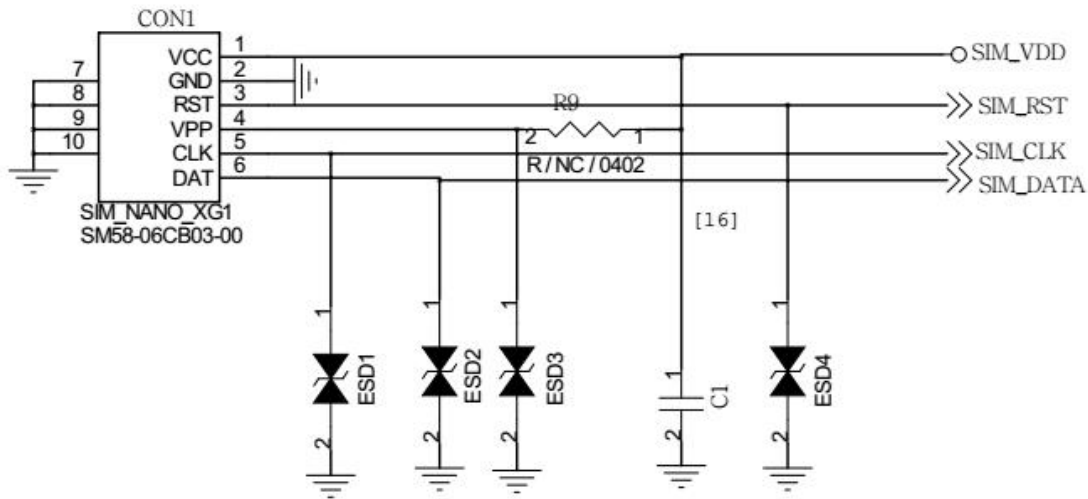 CON1
VCC 1
GND 2
RST 3
VPP 4
CLK 5
DAT 6
7
8
9
10
SIM_NANO_XG1
SM58-06CB03-00
SIM_VDD
SIM_RST
SIM_CLK
SIM_DATA
R9
2 1
R/NC/0402
[16]
1 ESD1 2
1 ESD2 2
1 ESD3 2
1 C1 2
1 ESD4 2